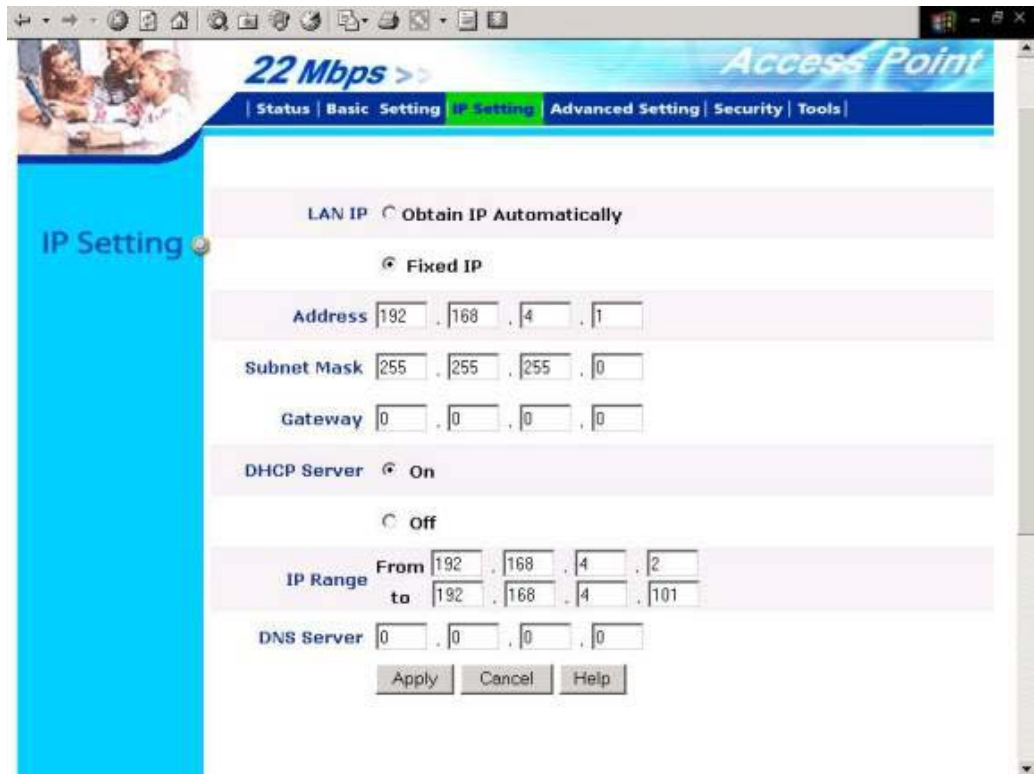 22 Mbps >>
Access Point
| Status | Basic Setting | IP Setting | Advanced Setting | Security | Tools |
IP Setting
LAN IP Obtain IP Automatically
Fixed IP
Address 192 . 168 . 4 . 1
Subnet Mask 255 . 255 . 255 . 0
Gateway 0 . 0 . 0 . 0
DHCP Server On
Off
IP Range From 192 . 168 . 4 . 2
to 192 . 168 . 4 . 101
DNS Server 0 . 0 . 0 . 0
Apply Cancel Help